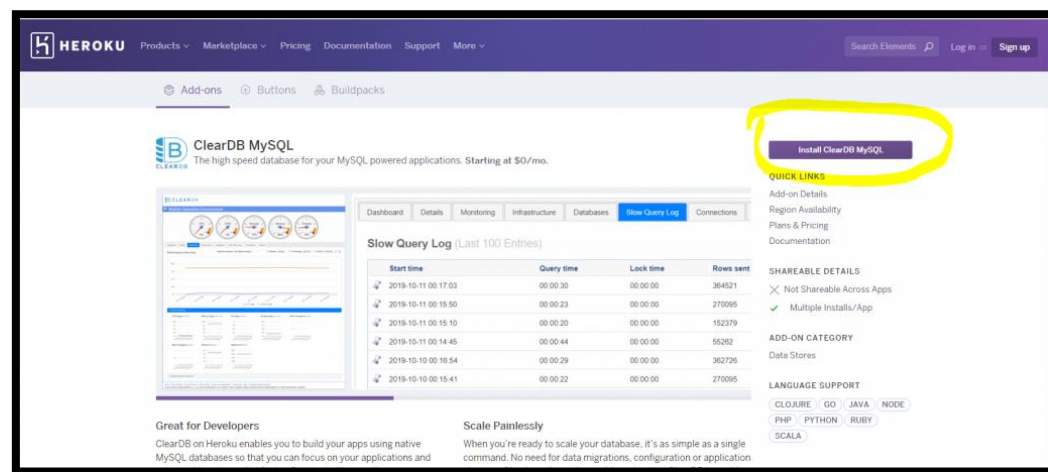 HEROKU Products Marketplace Pricing Documentation Support More Search Elements Log in or Sign up
Add-ons Buttons Buildpacks
ClearDB MySQL
The high speed database for your MySQL powered applications. Starting at $0/mo.
CLEARDB
Install ClearDB MySQL
QUICK LINKS
Add-on Details
Region Availability
Plans & Pricing
Documentation
SHAREABLE DETAILS
Not Shareable Across Apps
Multiple Installs/App
ADD-ON CATEGORY
Data Stores
LANGUAGE SUPPORT
CLOJURE GO JAVA NODE
PHP PYTHON RUBY
SCALA
Dashboard Details Monitoring Infrastructure Databases Slow Query Log Connections
Slow Query Log (Last 100 Entries)
Start time Query time Lock time Rows sent
2019-10-11 00:17:03 00:00:30 00:00:00 364521
2019-10-11 00:15:50 00:00:23 00:00:00 270095
2019-10-11 00:15:10 00:00:20 00:00:00 152379
2019-10-11 00:14:45 00:00:44 00:00:00 55262
2019-10-10 00:16:54 00:00:29 00:00:00 362726
2019-10-10 00:15:41 00:00:22 00:00:00 270095
Great for Developers
ClearDB on Heroku enables you to build your apps using native
MySQL databases so that you can focus on your applications and
Scale Painlessly
When you're ready to scale your database, it's as simple as a single
command. No need for data migrations, configuration or application